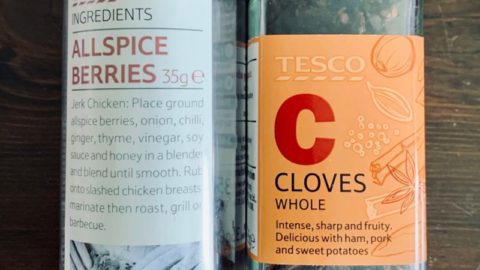 INGREDIENTS
ALLSPICE
BERRIES 35g e
Jerk Chicken: Place ground
allspice berries, onion, chilli,
ginger, thyme, vinegar, soy
sauce and honey in a blender
and blend until smooth. Rub
onto slashed chicken breasts
marinate then roast, grill or
barbecue.
TESCO
C
CLOVES
WHOLE
Intense, sharp and fruity.
Delicious with ham, pork
and sweet potatoes